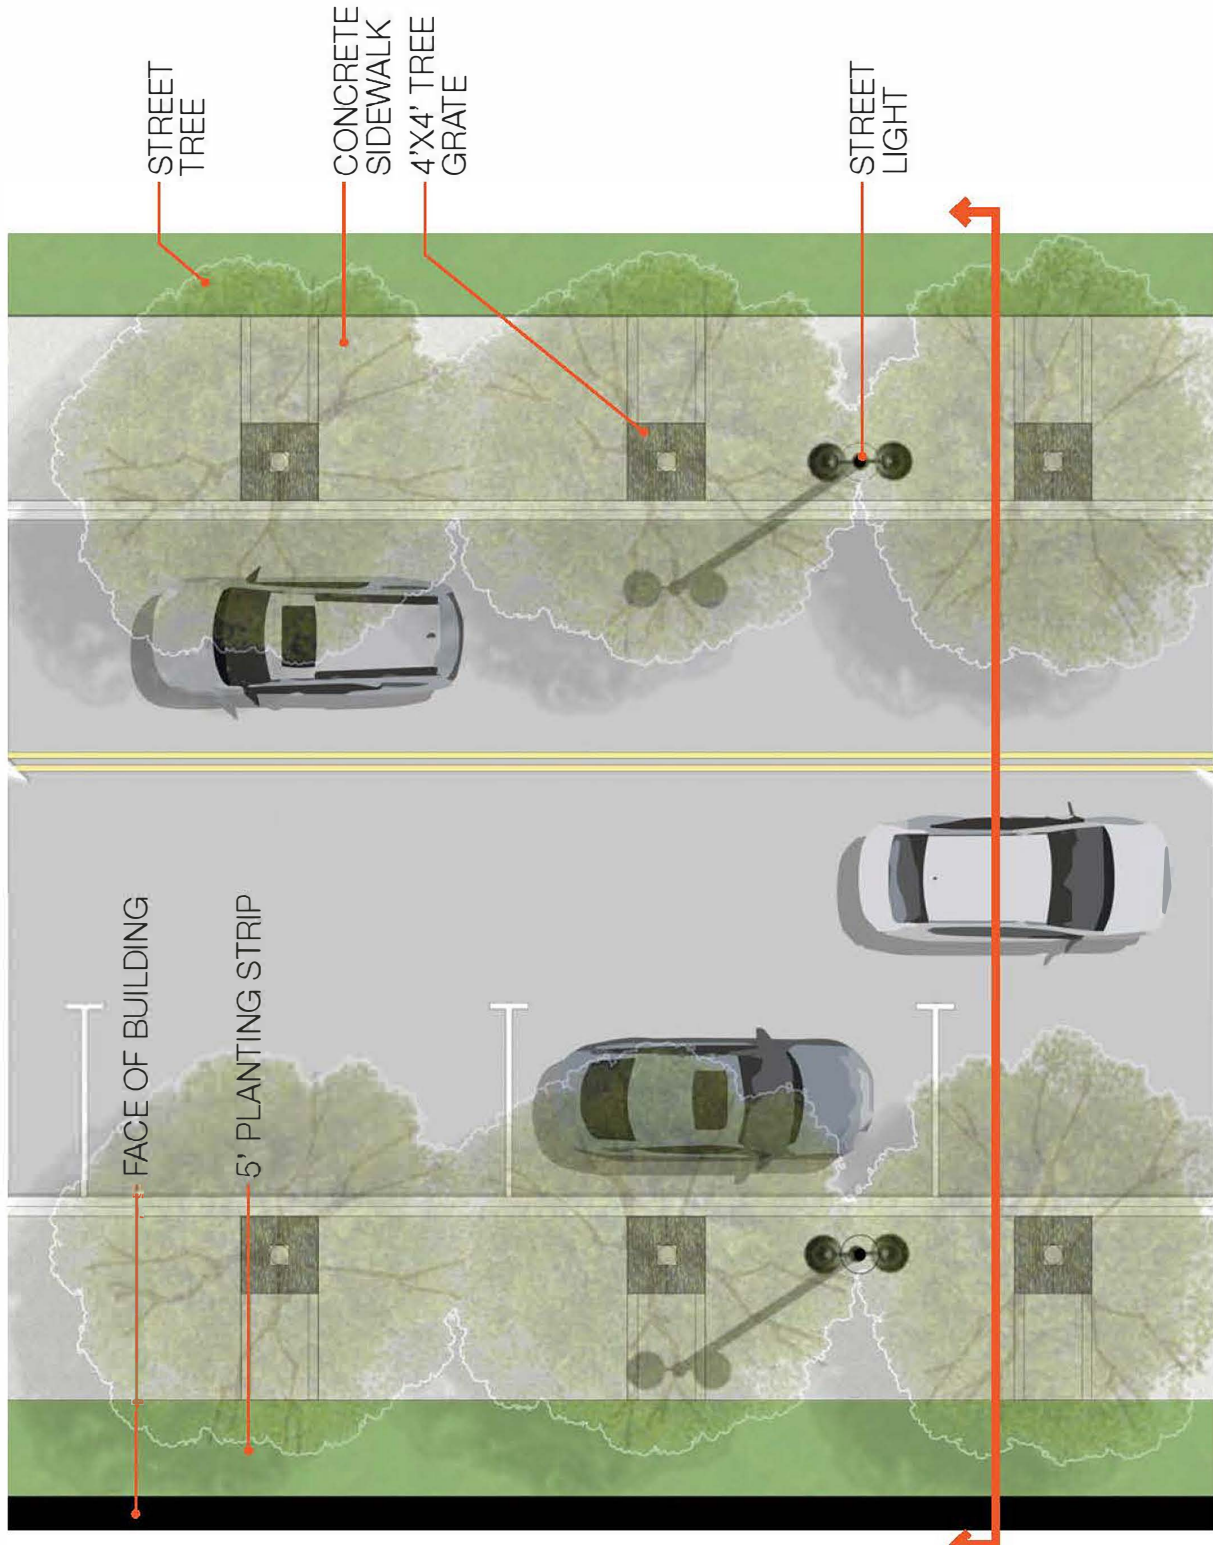 STREET
TREE
CONCRETE
SIDEWALK
4'X4' TREE
GRATE
STREET
LIGHT
FACE OF BUILDING
5' PLANTING STRIP